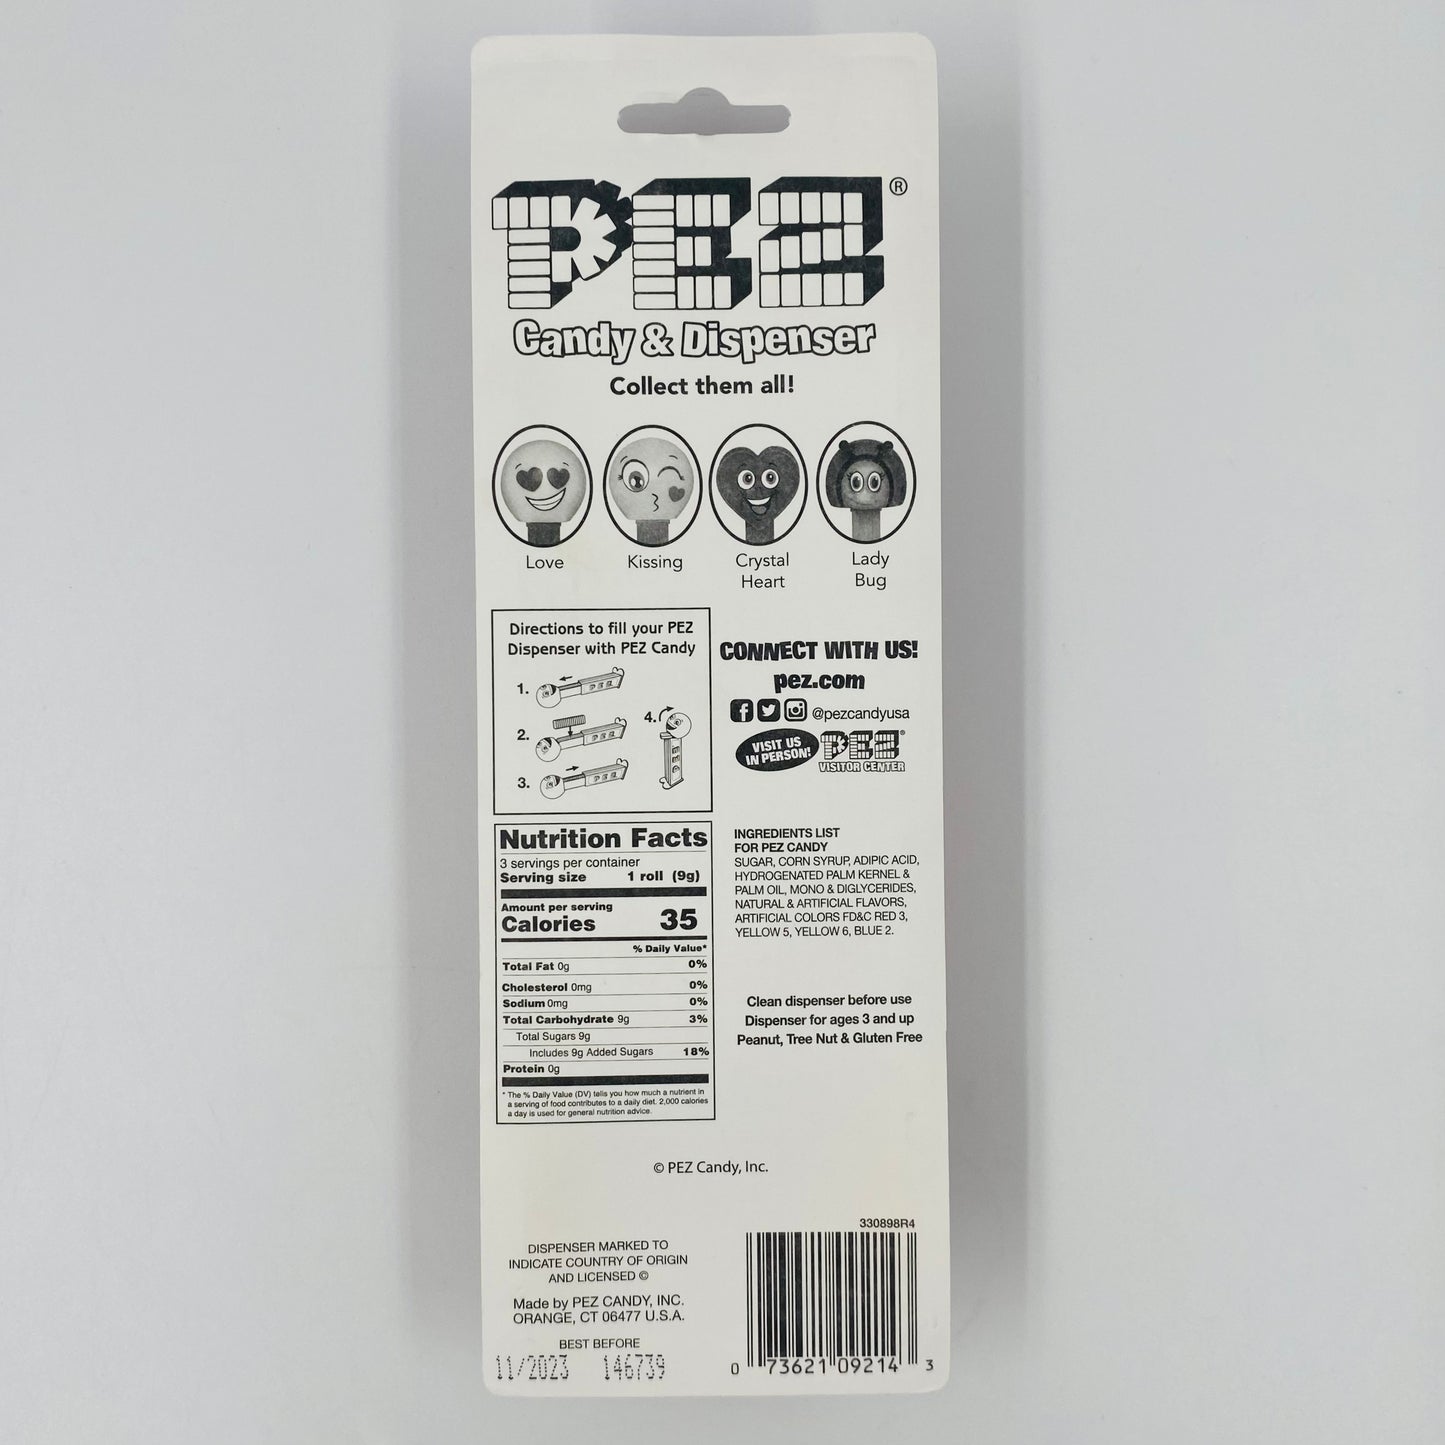 PEZ®
Candy & Dispenser
Collect them all!
Love
Kissing
Crystal
Heart
Lady
Bug
Directions to fill your PEZ
Dispenser with PEZ Candy
1.
2.
3.
4.
CONNECT WITH US!
pez.com
@pezcandyusa
VISIT US
IN PERSON!
PEZ®
VISITOR CENTER
Nutrition Facts
3 servings per container
Serving size 1 roll (9g)
Amount per serving
Calories 35
% Daily Value*
Total Fat 0g 0%
Cholesterol 0mg 0%
Sodium 0mg 0%
Total Carbohydrate 9g 3%
Total Sugars 9g
Includes 9g Added Sugars 18%
Protein 0g
* The % Daily Value (DV) tells you how much a nutrient in
a serving of food contributes to a daily diet. 2,000 calories
a day is used for general nutrition advice.
INGREDIENTS LIST
FOR PEZ CANDY
SUGAR, CORN SYRUP, ADIPIC ACID,
HYDROGENATED PALM KERNEL &
PALM OIL, MONO & DIGLYCERIDES,
NATURAL & ARTIFICIAL FLAVORS,
ARTIFICIAL COLORS FD&C RED 3,
YELLOW 5, YELLOW 6, BLUE 2.
Clean dispenser before use
Dispenser for ages 3 and up
Peanut, Tree Nut & Gluten Free
© PEZ Candy, Inc.
DISPENSER MARKED TO
INDICATE COUNTRY OF ORIGIN
AND LICENSED ©
Made by PEZ CANDY, INC.
ORANGE, CT 06477 U.S.A.
BEST BEFORE
11/2023 146739
330898R4
0 73621 09214 3